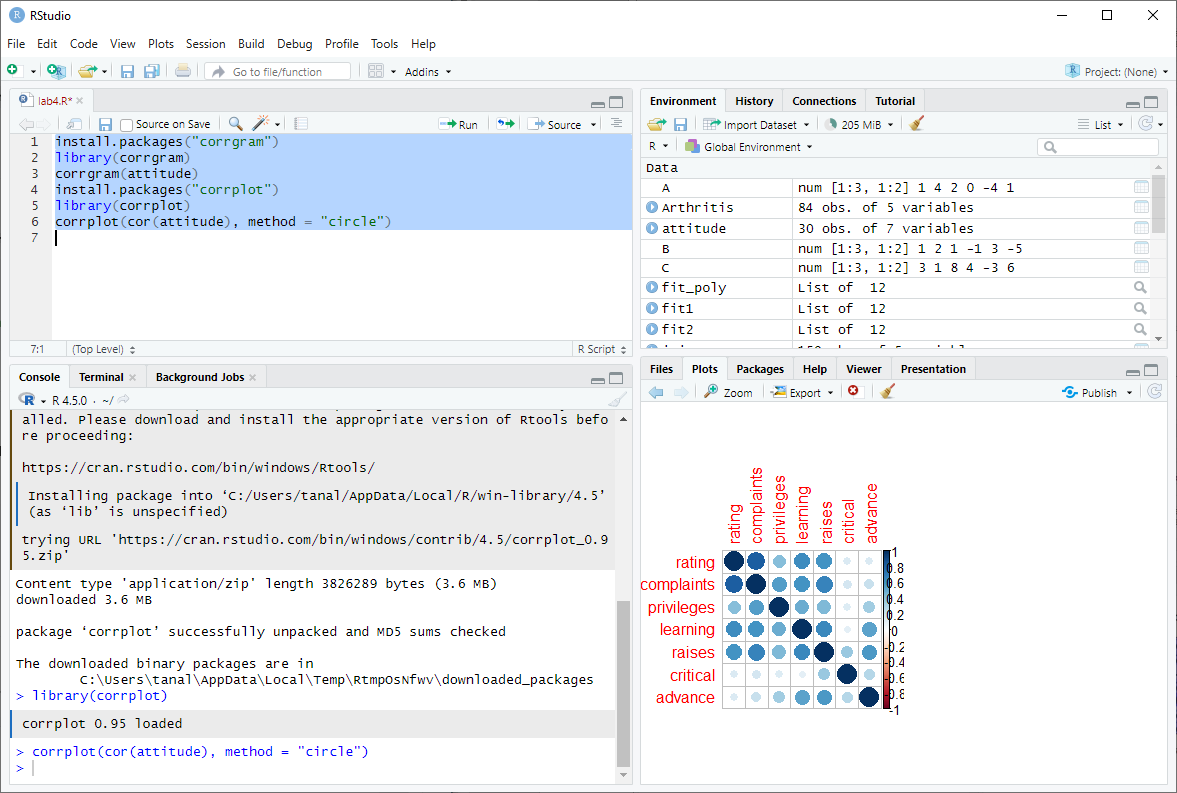 RStudio
File Edit Code View Plots Session Build Debug Profile Tools Help
Go to file/function Addins Project: (None)
lab4.R*
Source on Save Run Source
1 install.packages("corrgram")
2 library(corrgram)
3 corrgram(attitude)
4 install.packages("corrplot")
5 library(corrplot)
6 corrplot(cor(attitude), method = "circle")
7
7:1 (Top Level) R Script
Console Terminal Background Jobs
R 4.5.0 · ~/
alled. Please download and install the appropriate version of Rtools befo
re proceeding:
https://cran.rstudio.com/bin/windows/Rtools/
Installing package into ‘C:/Users/tanal/AppData/Local/R/win-library/4.5’
(as ‘lib’ is unspecified)
trying URL 'https://cran.rstudio.com/bin/windows/contrib/4.5/corrplot_0.9
5.zip'
Content type 'application/zip' length 3826289 bytes (3.6 MB)
downloaded 3.6 MB
package ‘corrplot’ successfully unpacked and MD5 sums checked
The downloaded binary packages are in
C:\Users\tanal\AppData\Local\Temp\RtmpOsNfwv\downloaded_packages
> library(corrplot)
corrplot 0.95 loaded
> corrplot(cor(attitude), method = "circle")
>
Environment History Connections Tutorial
Import Dataset 205 MiB List
R Global Environment
Data
A num [1:3, 1:2] 1 4 2 0 -4 1
Arthritis 84 obs. of 5 variables
attitude 30 obs. of 7 variables
B num [1:3, 1:2] 1 2 1 -1 3 -5
C num [1:3, 1:2] 3 1 8 4 -3 6
fit_poly List of 12
fit1 List of 12
fit2 List of 12
Files Plots Packages Help Viewer Presentation
Zoom Export Publish
rating
complaints
privileges
learning
raises
critical
advance
rating
complaints
privileges
learning
raises
critical
advance
1
0.8
0.6
0.4
0.2
0
-0.2
-0.4
-0.6
-0.8
-1